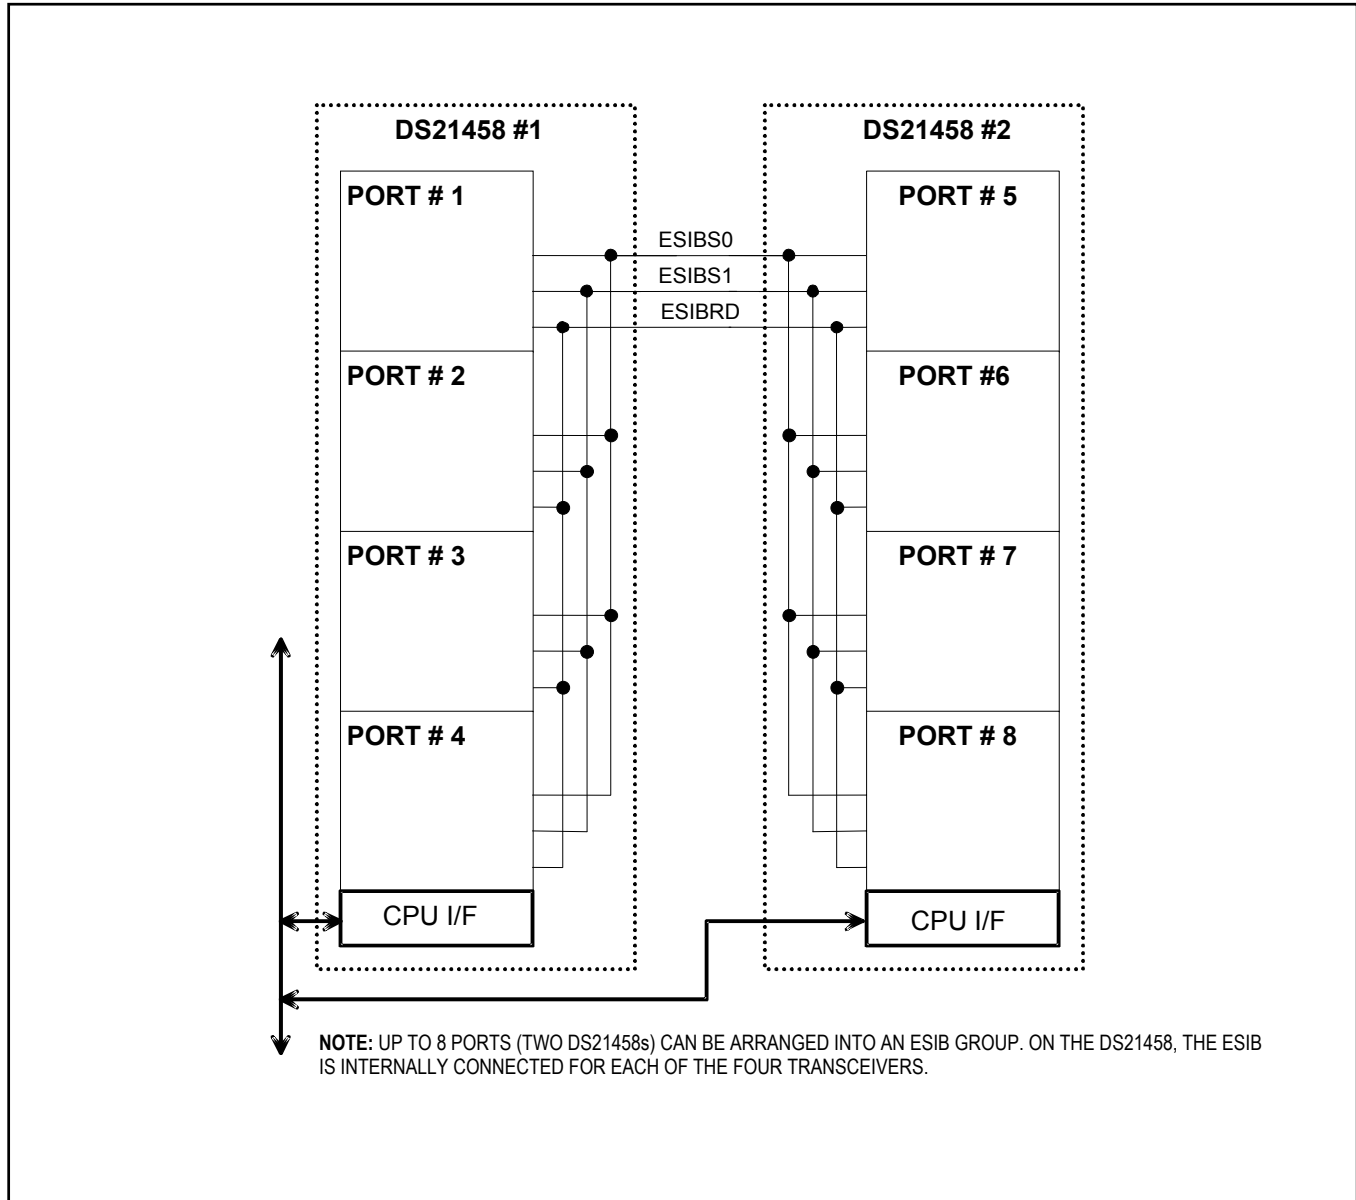 DS21458 #1
DS21458 #2
PORT # 1
PORT # 5
ESIBS0
ESIBS1
ESIBRD
PORT # 2
PORT #6
PORT # 3
PORT # 7
PORT # 4
PORT # 8
CPU I/F
CPU I/F
NOTE: UP TO 8 PORTS (TWO DS21458s) CAN BE ARRANGED INTO AN ESIB GROUP. ON THE DS21458, THE ESIB
IS INTERNALLY CONNECTED FOR EACH OF THE FOUR TRANSCEIVERS.